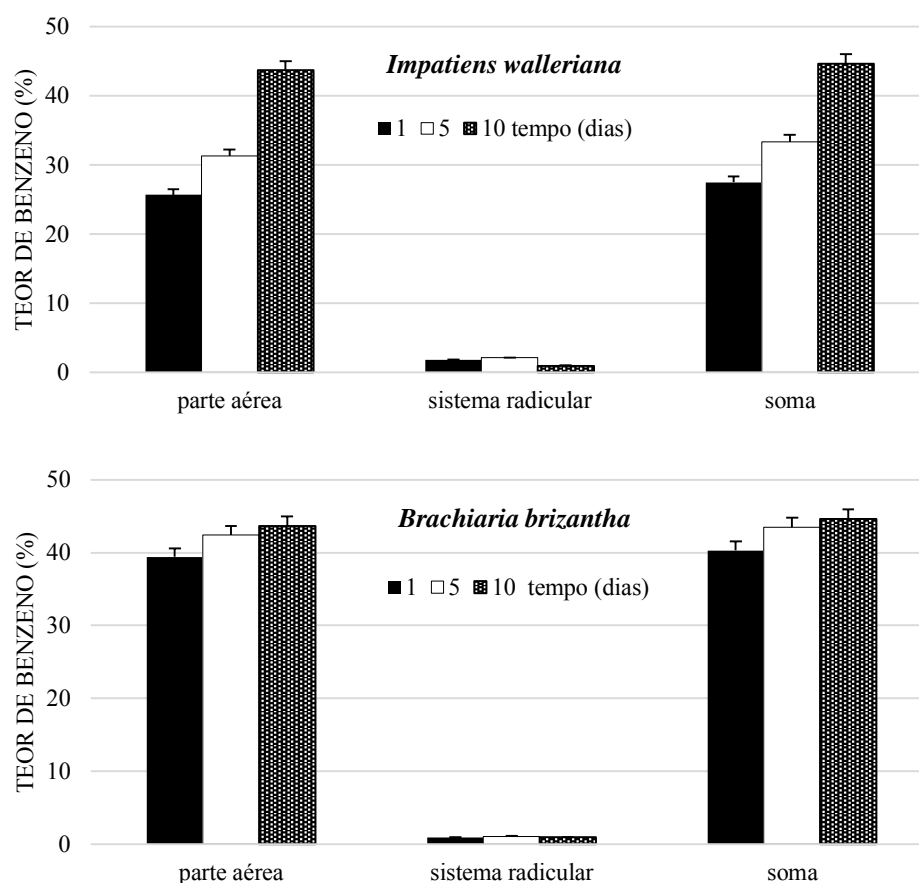 50
Impatiens walleriana
40
1 5 10 tempo (dias)
30
20
10
0
TEOR DE BENZENO (%)
parte aérea sistema radicular soma
50
Brachiaria brizantha
40
1 5 10 tempo (dias)
30
20
10
0
TEOR DE BENZENO (%)
parte aérea sistema radicular soma